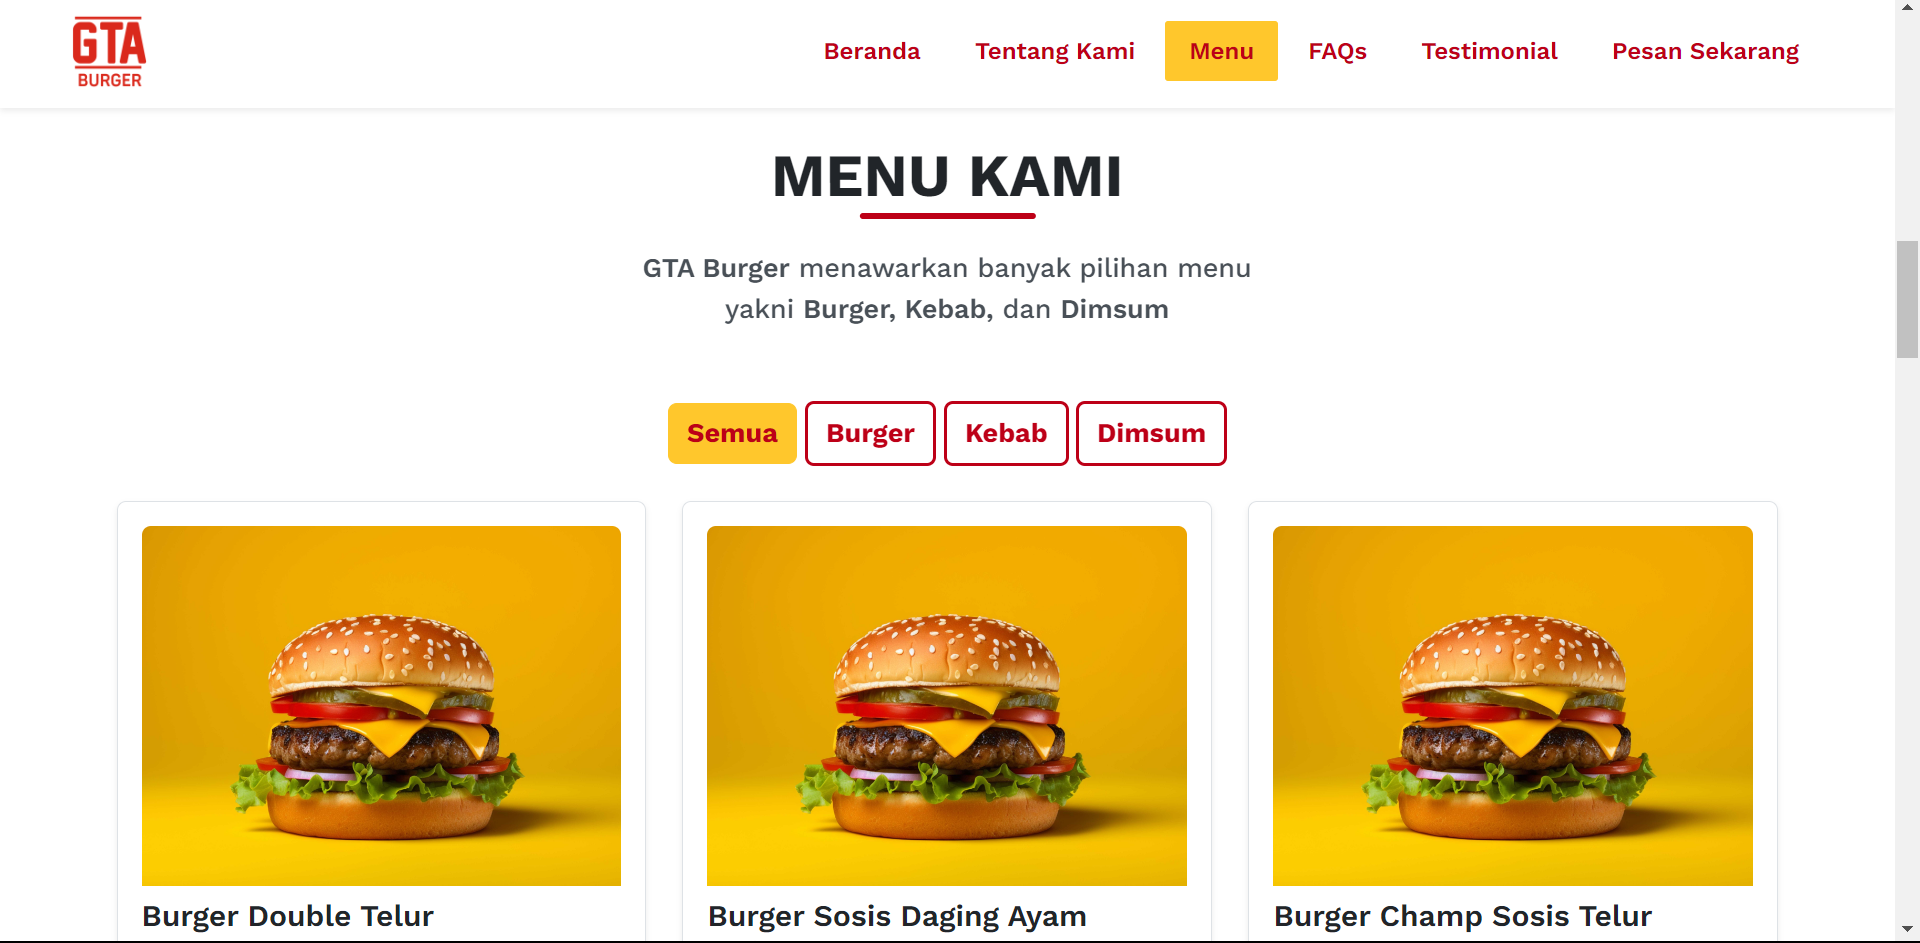 GTA
BURGER
Beranda
Tentang Kami
Menu
FAQs
Testimonial
Pesan Sekarang
MENU KAMI
GTA Burger menawarkan banyak pilihan menu
yakni Burger, Kebab, dan Dimsum
Semua
Burger
Kebab
Dimsum
Burger Double Telur
Burger Sosis Daging Ayam
Burger Champ Sosis Telur